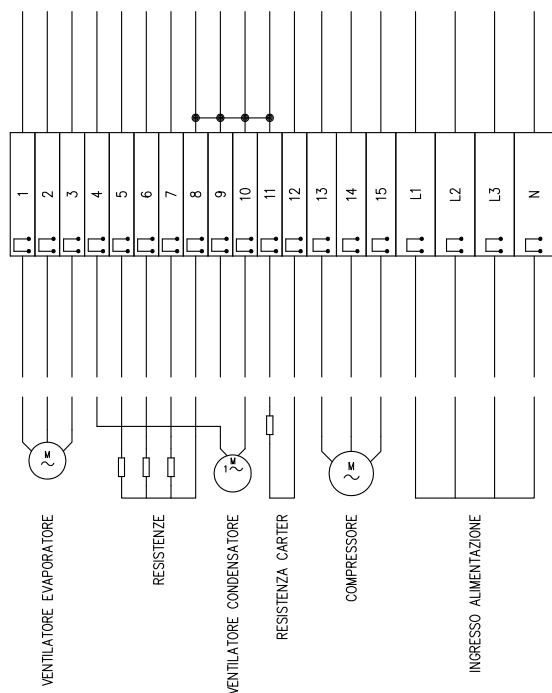 1
2
3
4
5
6
7
8
9
10
11
12
13
14
15
L1
L2
L3
N
M
M
1
M
VENTILATORE EVAPORATORE
RESISTENZE
VENTILATORE CONDENSATORE
RESISTENZA CARTER
COMPRESSORE
INGRESSO ALIMENTAZIONE